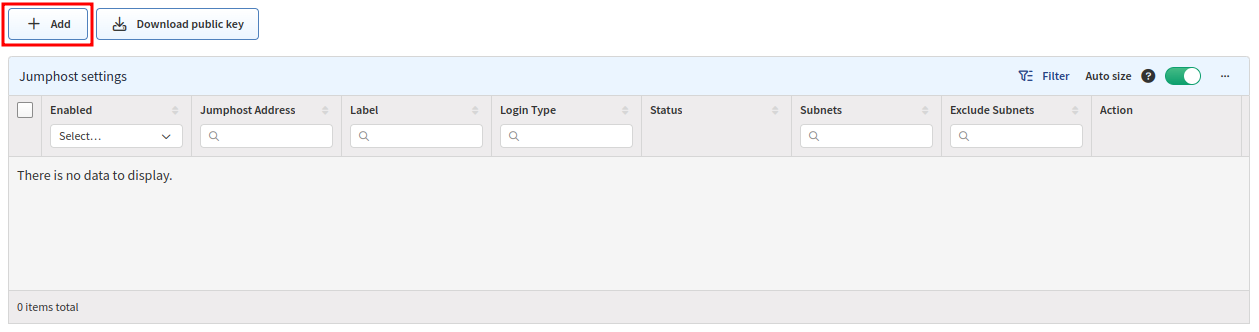 Add Download public key
Jumphost settings Filter Auto size ? ...
Enabled Jumphost Address Label Login Type Status Subnets Exclude Subnets Action
Select...
There is no data to display.
0 items total